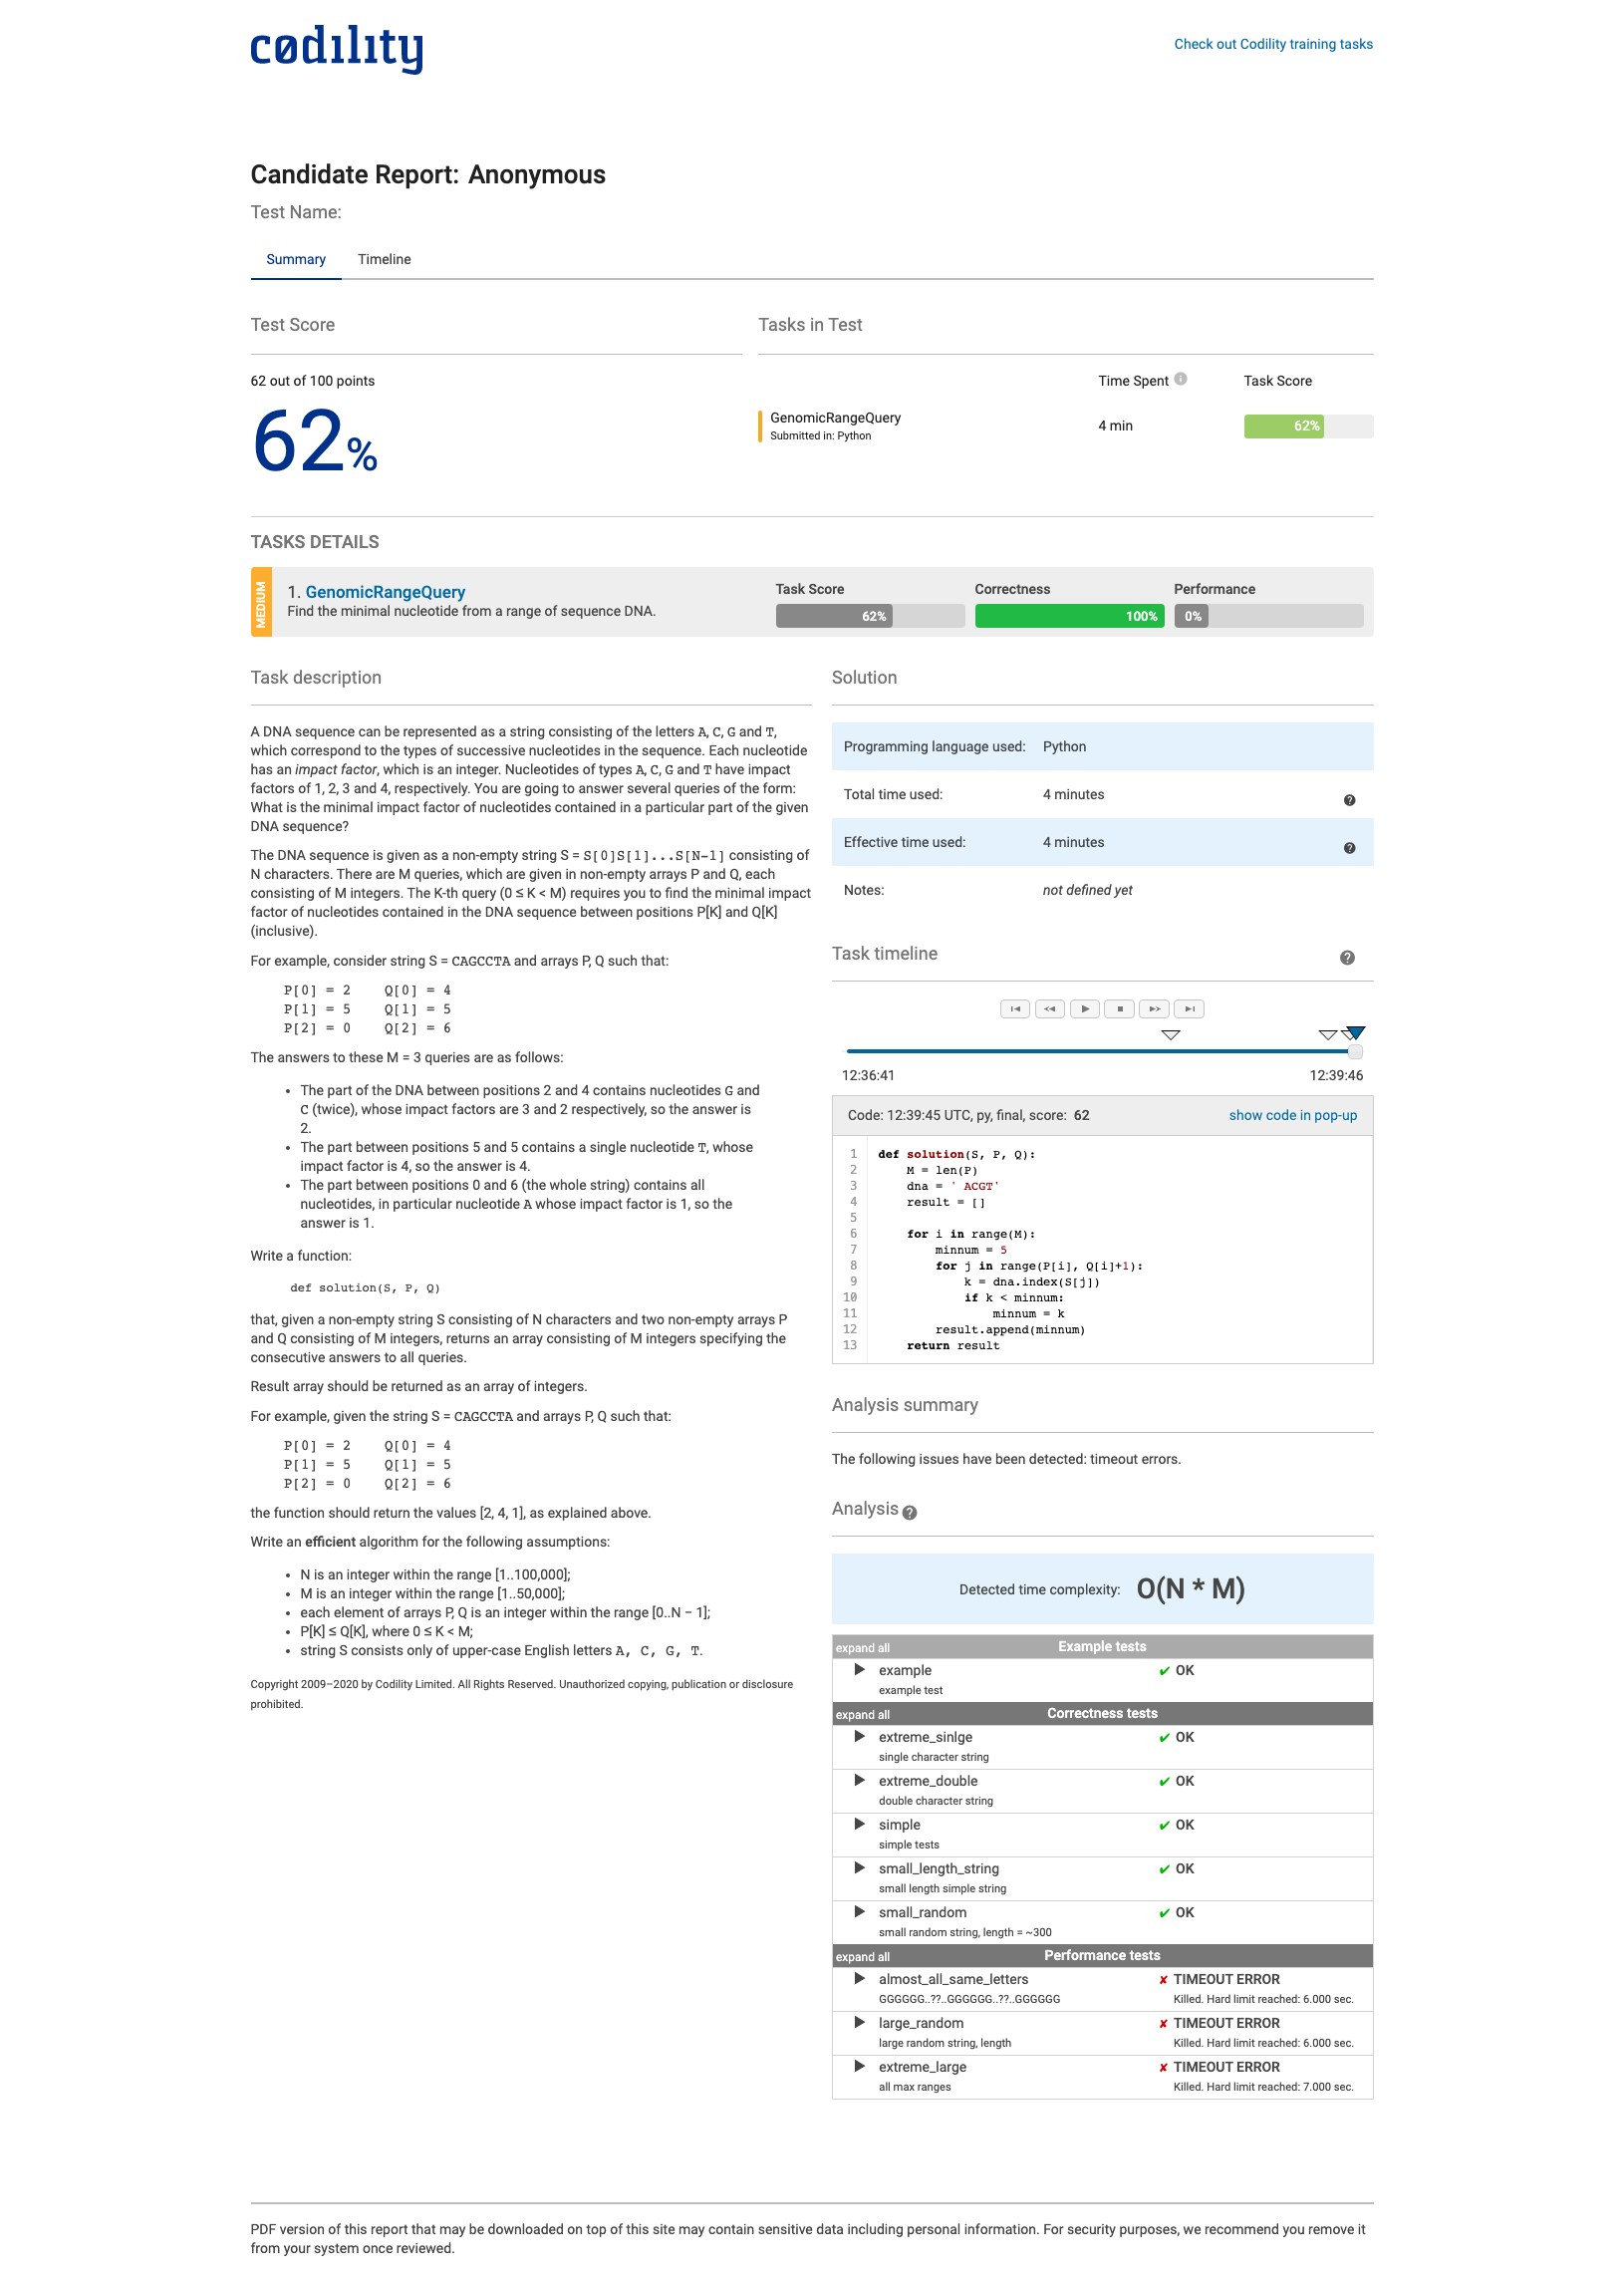 codility
Check out Codility training tasks
Candidate Report: Anonymous
Test Name:
Summary Timeline
Test Score
Tasks in Test
62 out of 100 points
62%
Time Spent Task Score
GenomicRangeQuery
Submitted in: Python
4 min
62%
TASKS DETAILS
MEDIUM
1. GenomicRangeQuery
Find the minimal nucleotide from a range of sequence DNA.
Task Score
62%
Correctness
100%
Performance
0%
Task description
A DNA sequence can be represented as a string consisting of the letters A, C, G and T,
which correspond to the types of successive nucleotides in the sequence. Each nucleotide
has an impact factor, which is an integer. Nucleotides of types A, C, G and T have impact
factors of 1, 2, 3 and 4, respectively. You are going to answer several queries of the form:
What is the minimal impact factor of nucleotides contained in a particular part of the given
DNA sequence?
The DNA sequence is given as a non-empty string S = S[0]S[1]...S[N-1] consisting of
N characters. There are M queries, which are given in non-empty arrays P and Q, each
consisting of M integers. The K-th query (0 ≤ K < M) requires you to find the minimal impact
factor of nucleotides contained in the DNA sequence between positions P[K] and Q[K]
(inclusive).
For example, consider string S = CAGCCTA and arrays P, Q such that:
P[0] = 2 Q[0] = 4
P[1] = 5 Q[1] = 5
P[2] = 0 Q[2] = 6
The answers to these M = 3 queries are as follows:
• The part of the DNA between positions 2 and 4 contains nucleotides G and
C (twice), whose impact factors are 3 and 2 respectively, so the answer is
2.
• The part between positions 5 and 5 contains a single nucleotide T, whose
impact factor is 4, so the answer is 4.
• The part between positions 0 and 6 (the whole string) contains all
nucleotides, in particular nucleotide A whose impact factor is 1, so the
answer is 1.
Write a function:
def solution(S, P, Q)
that, given a non-empty string S consisting of N characters and two non-empty arrays P
and Q consisting of M integers, returns an array consisting of M integers specifying the
consecutive answers to all queries.
Result array should be returned as an array of integers.
For example, given the string S = CAGCCTA and arrays P, Q such that:
P[0] = 2 Q[0] = 4
P[1] = 5 Q[1] = 5
P[2] = 0 Q[2] = 6
the function should return the values [2, 4, 1], as explained above.
Write an efficient algorithm for the following assumptions:
• N is an integer within the range [1..100,000];
• M is an integer within the range [1..50,000];
• each element of arrays P, Q is an integer within the range [0..N − 1];
• P[K] ≤ Q[K], where 0 ≤ K < M;
• string S consists only of upper-case English letters A, C, G, T.
Copyright 2009–2020 by Codility Limited. All Rights Reserved. Unauthorized copying, publication or disclosure
prohibited.
Solution
Programming language used: Python
Total time used: 4 minutes ?
Effective time used: 4 minutes ?
Notes: not defined yet
Task timeline ?
12:36:41 12:39:46
Code: 12:39:45 UTC, py, final, score: 62 show code in pop-up
1 def solution(S, P, Q):
2 M = len(P)
3 dna = ' ACGT'
4 result = []
5
6 for i in range(M):
7 minnum = 5
8 for j in range(P[i], Q[i]+1):
9 k = dna.index(S[j])
10 if k < minnum:
11 minnum = k
12 result.append(minnum)
13 return result
Analysis summary
The following issues have been detected: timeout errors.
Analysis ?
Detected time complexity: O(N * M)
expand all Example tests
example ✔ OK
example test
expand all Correctness tests
extreme_sinlge ✔ OK
single character string
extreme_double ✔ OK
double character string
simple ✔ OK
simple tests
small_length_string ✔ OK
small length simple string
small_random ✔ OK
small random string, length = ~300
expand all Performance tests
almost_all_same_letters ✘ TIMEOUT ERROR
GGGGGG..??..GGGGGG..??..GGGGGG Killed. Hard limit reached: 6.000 sec.
large_random ✘ TIMEOUT ERROR
large random string, length Killed. Hard limit reached: 6.000 sec.
extreme_large ✘ TIMEOUT ERROR
all max ranges Killed. Hard limit reached: 7.000 sec.
PDF version of this report that may be downloaded on top of this site may contain sensitive data including personal information. For security purposes, we recommend you remove it
from your system once reviewed.